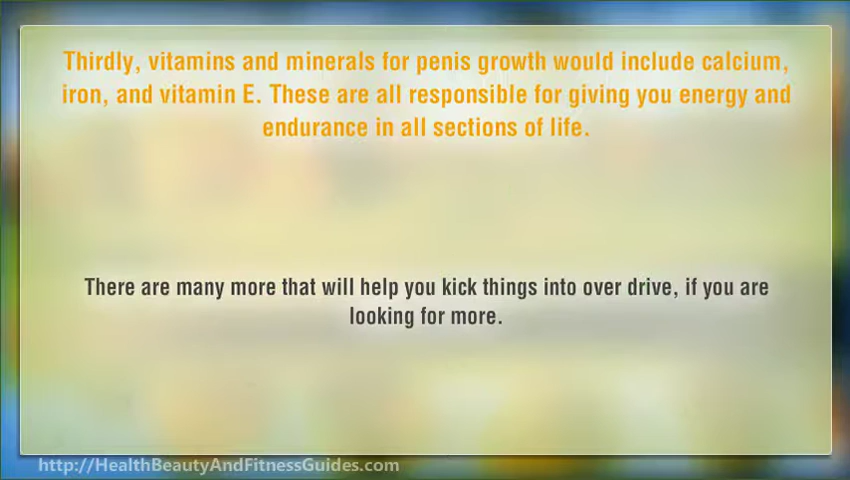 Thirdly, vitamins and minerals for penis growth would include calcium,
iron, and vitamin E. These are all responsible for giving you energy and
endurance in all sections of life.
There are many more that will help you kick things into over drive, if you are
looking for more.
http://HealthBeautyAndFitnessGuides.com